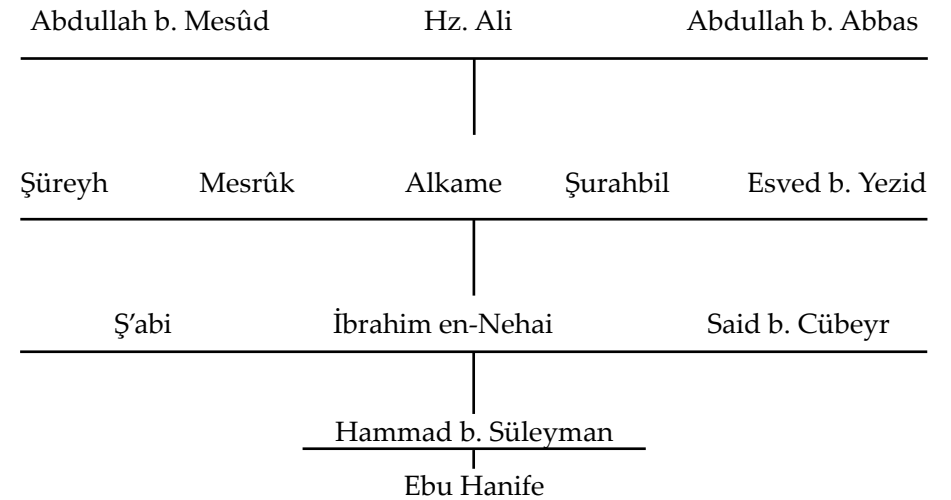 Abdullah b. Mesûd Hz. Ali Abdullah b. Abbas
Şüreyh Mesrûk Alkame Şurahbil Esved b. Yezid
Ş’abi İbrahim en-Nehai Said b. Cübeyr
Hammad b. Süleyman
Ebu Hanife